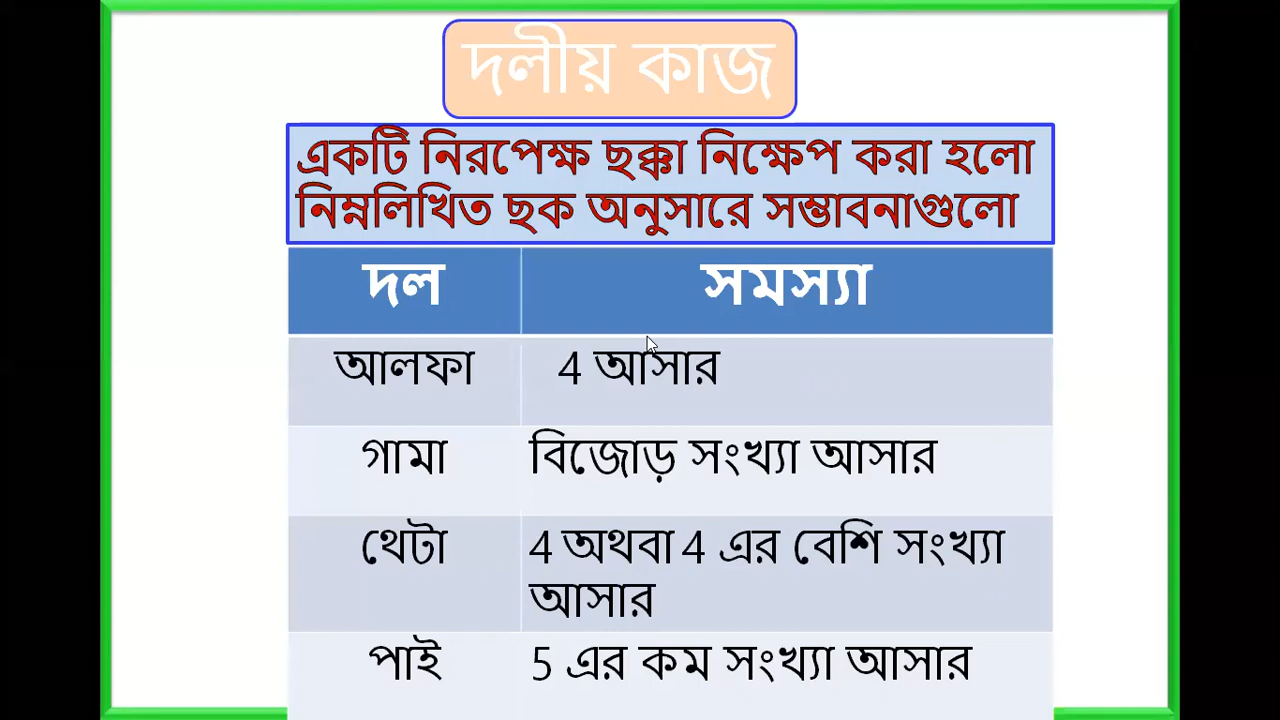 দলীয় কাজ
একটি নিরপেক্ষ ছক্কা নিক্ষেপ করা হলো
নিম্নলিখিত ছক অনুসারে সম্ভাবনাগুলো
দল সমস্যা
আলফা 4 আসার
গামা বিজোড় সংখ্যা আসার
থেটা 4 অথবা 4 এর বেশি সংখ্যা
আসার
পাই 5 এর কম সংখ্যা আসার